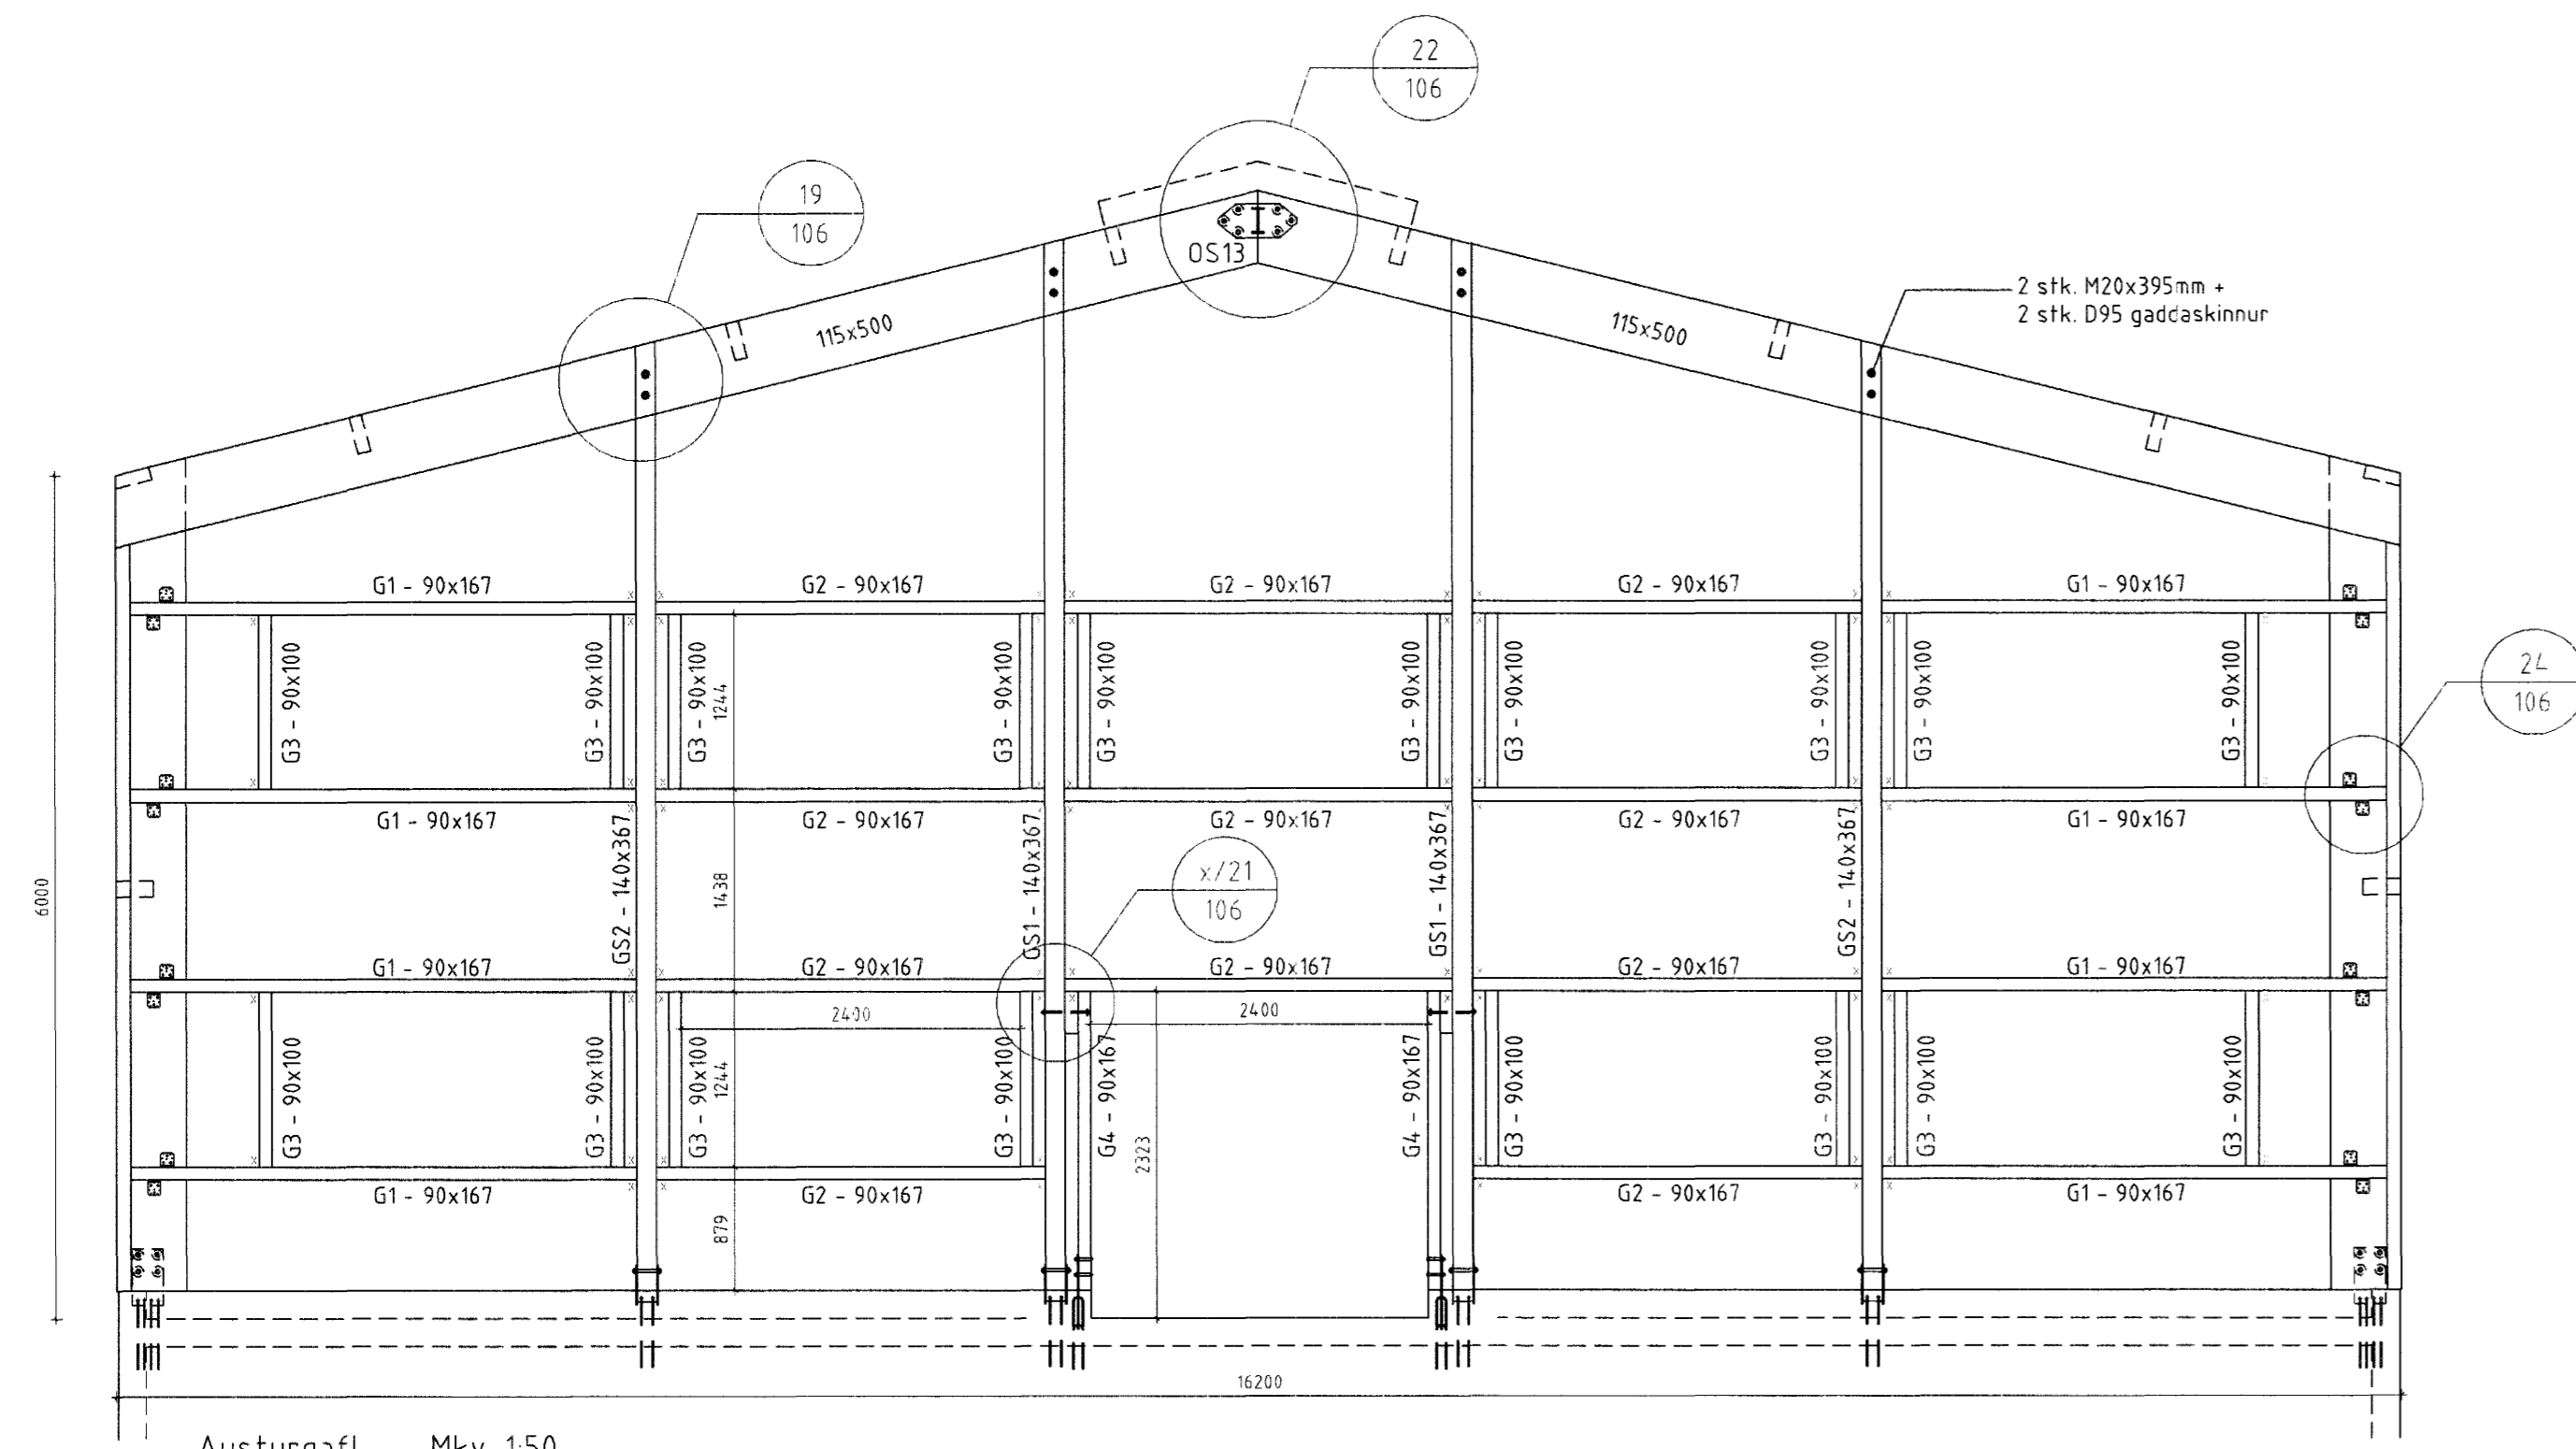 22
106
19
106
OS13
2 stk. M20x395mm +
2 stk. D95 gaddaskinnur
115x500
115x500
G1 - 90x167
G2 - 90x167
G2 - 90x167
G2 - 90x167
G1 - 90x167
G3 - 90x100
G3 - 90x100
G3 - 90x100
1244
G3 - 90x100
G3 - 90x100
G3 - 90x100
G3 - 90x100
G3 - 90x100
G3 - 90x100
G3 - 90x100
24
106
G1 - 90x167
G2 - 90x167
G2 - 90x167
G2 - 90x167
G1 - 90x167
6000
GS2 - 140x367
1438
GS1 - 140x367
x/21
106
GS1 - 140x367
GS2 - 140x367
G1 - 90x167
G2 - 90x167
G2 - 90x167
G2 - 90x167
G1 - 90x167
2400
2400
G3 - 90x100
G3 - 90x100
G3 - 90x100
1244
G3 - 90x100
G4 - 90x167
2323
G4 - 90x167
G3 - 90x100
G3 - 90x100
G3 - 90x100
G3 - 90x100
G1 - 90x167
G2 - 90x167
G2 - 90x167
G1 - 90x167
879
16200
Austurgafl Mkv. 1:50